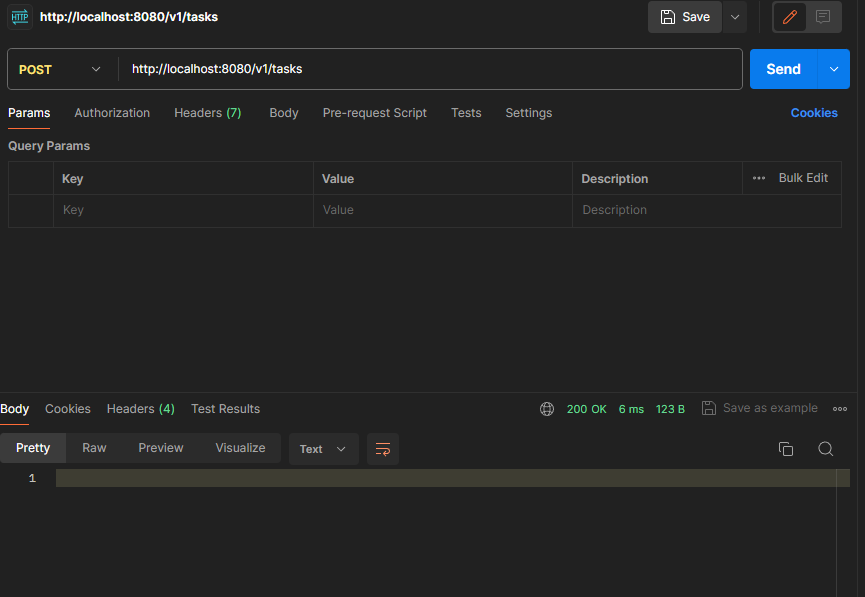 HTTP http://localhost:8080/v1/tasks Save
POST http://localhost:8080/v1/tasks Send
Params Authorization Headers (7) Body Pre-request Script Tests Settings Cookies
Query Params
Key Value Description ••• Bulk Edit
Key Value Description
Body Cookies Headers (4) Test Results 200 OK 6 ms 123 B Save as example
Pretty Raw Preview Visualize Text
1